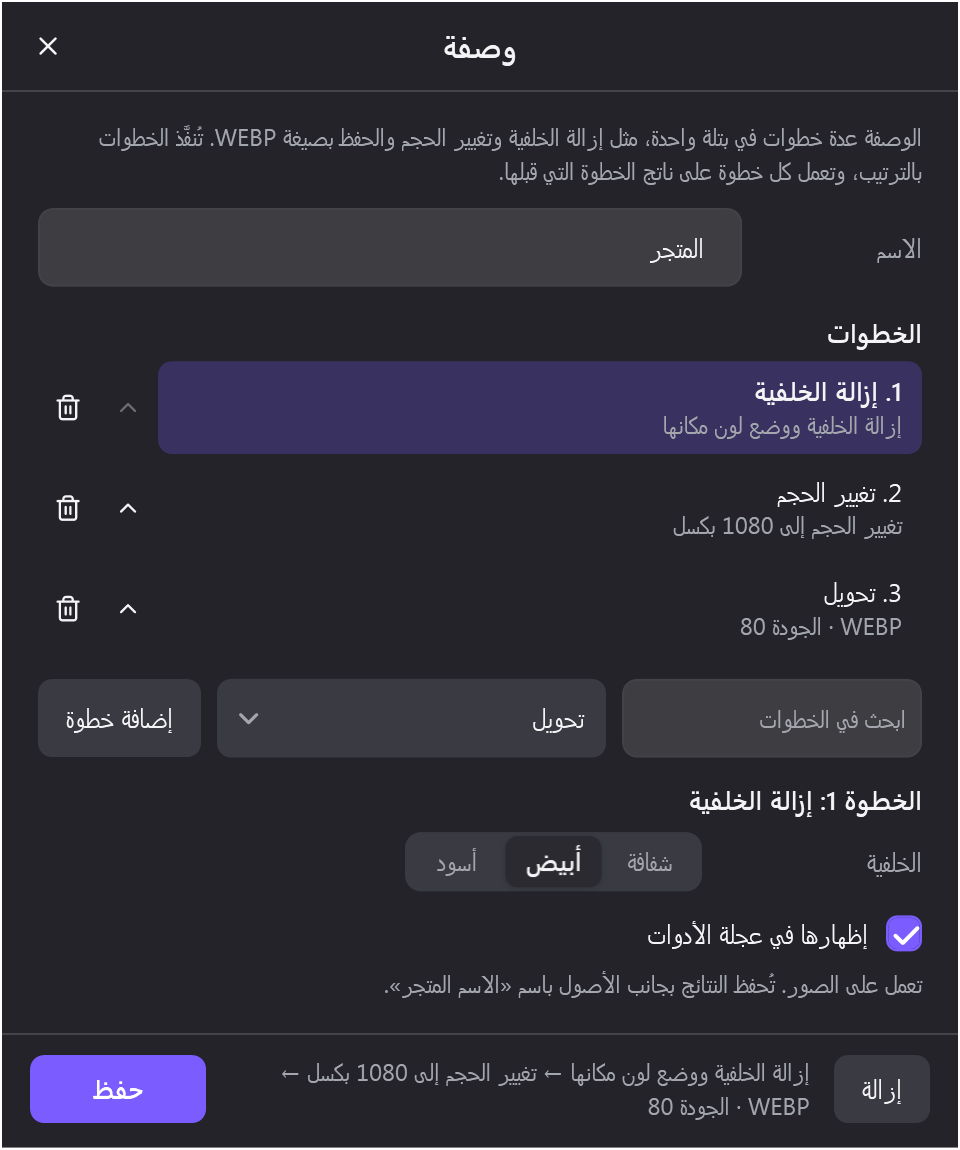 وصفة
الوصفة عدة خطوات في بتلة واحدة، مثل إزالة الخلفية وتغيير الحجم والحفظ بصيغة WEBP. تُنفَّذ الخطوات
بالترتيب، وتعمل كل خطوة على ناتج الخطوة التي قبلها.
الاسم
المتجر
الخطوات
1. إزالة الخلفية
إزالة الخلفية ووضع لون مكانها
2. تغيير الحجم
تغيير الحجم إلى 1080 بكسل
3. تحويل
WEBP · الجودة 80
ابحث في الخطوات
تحويل
إضافة خطوة
الخطوة 1: إزالة الخلفية
الخلفية
شفافة
أبيض
أسود
إظهارها في عجلة الأدوات
تعمل على الصور. تُحفظ النتائج بجانب الأصول باسم «الاسم المتجر».
إزالة
إزالة الخلفية ووضع لون مكانها ← تغيير الحجم إلى 1080 بكسل ←
WEBP · الجودة 80
حفظ